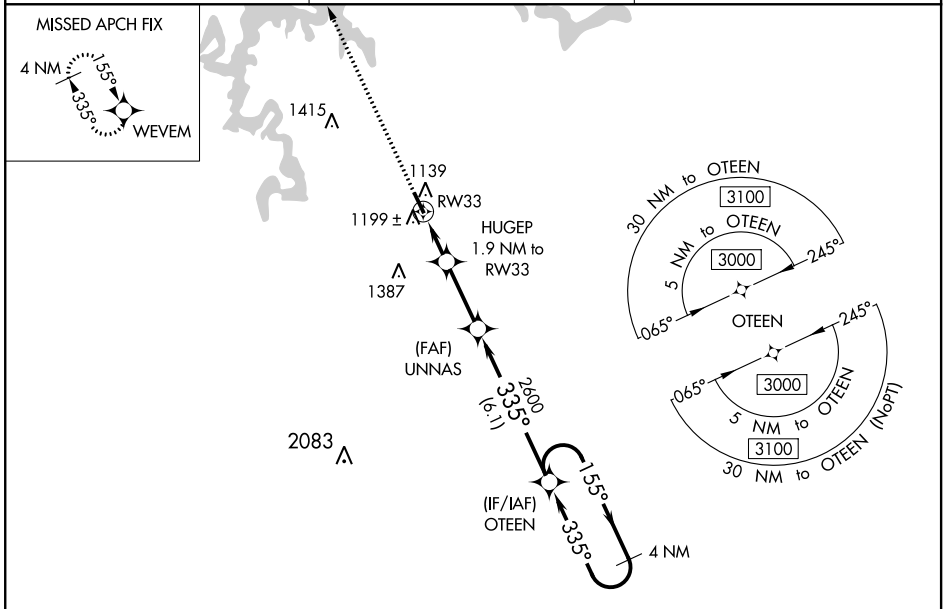 MISSED APCH FIX
4 NM
155°
335°
WEVEM
1415
1139
RW33
1199 ±
HUGEP
1.9 NM to
RW33
1387
(FAF)
UNNAS
2600
335°
(6.1)
2083
(IF/IAF)
OTEEN
155°
335°
4 NM
30 NM to OTEEN
3100
5 NM to OTEEN
3000
245°
065°
OTEEN
245°
065°
3000
5 NM to OTEEN
3100
30 NM to OTEEN (NoPT)